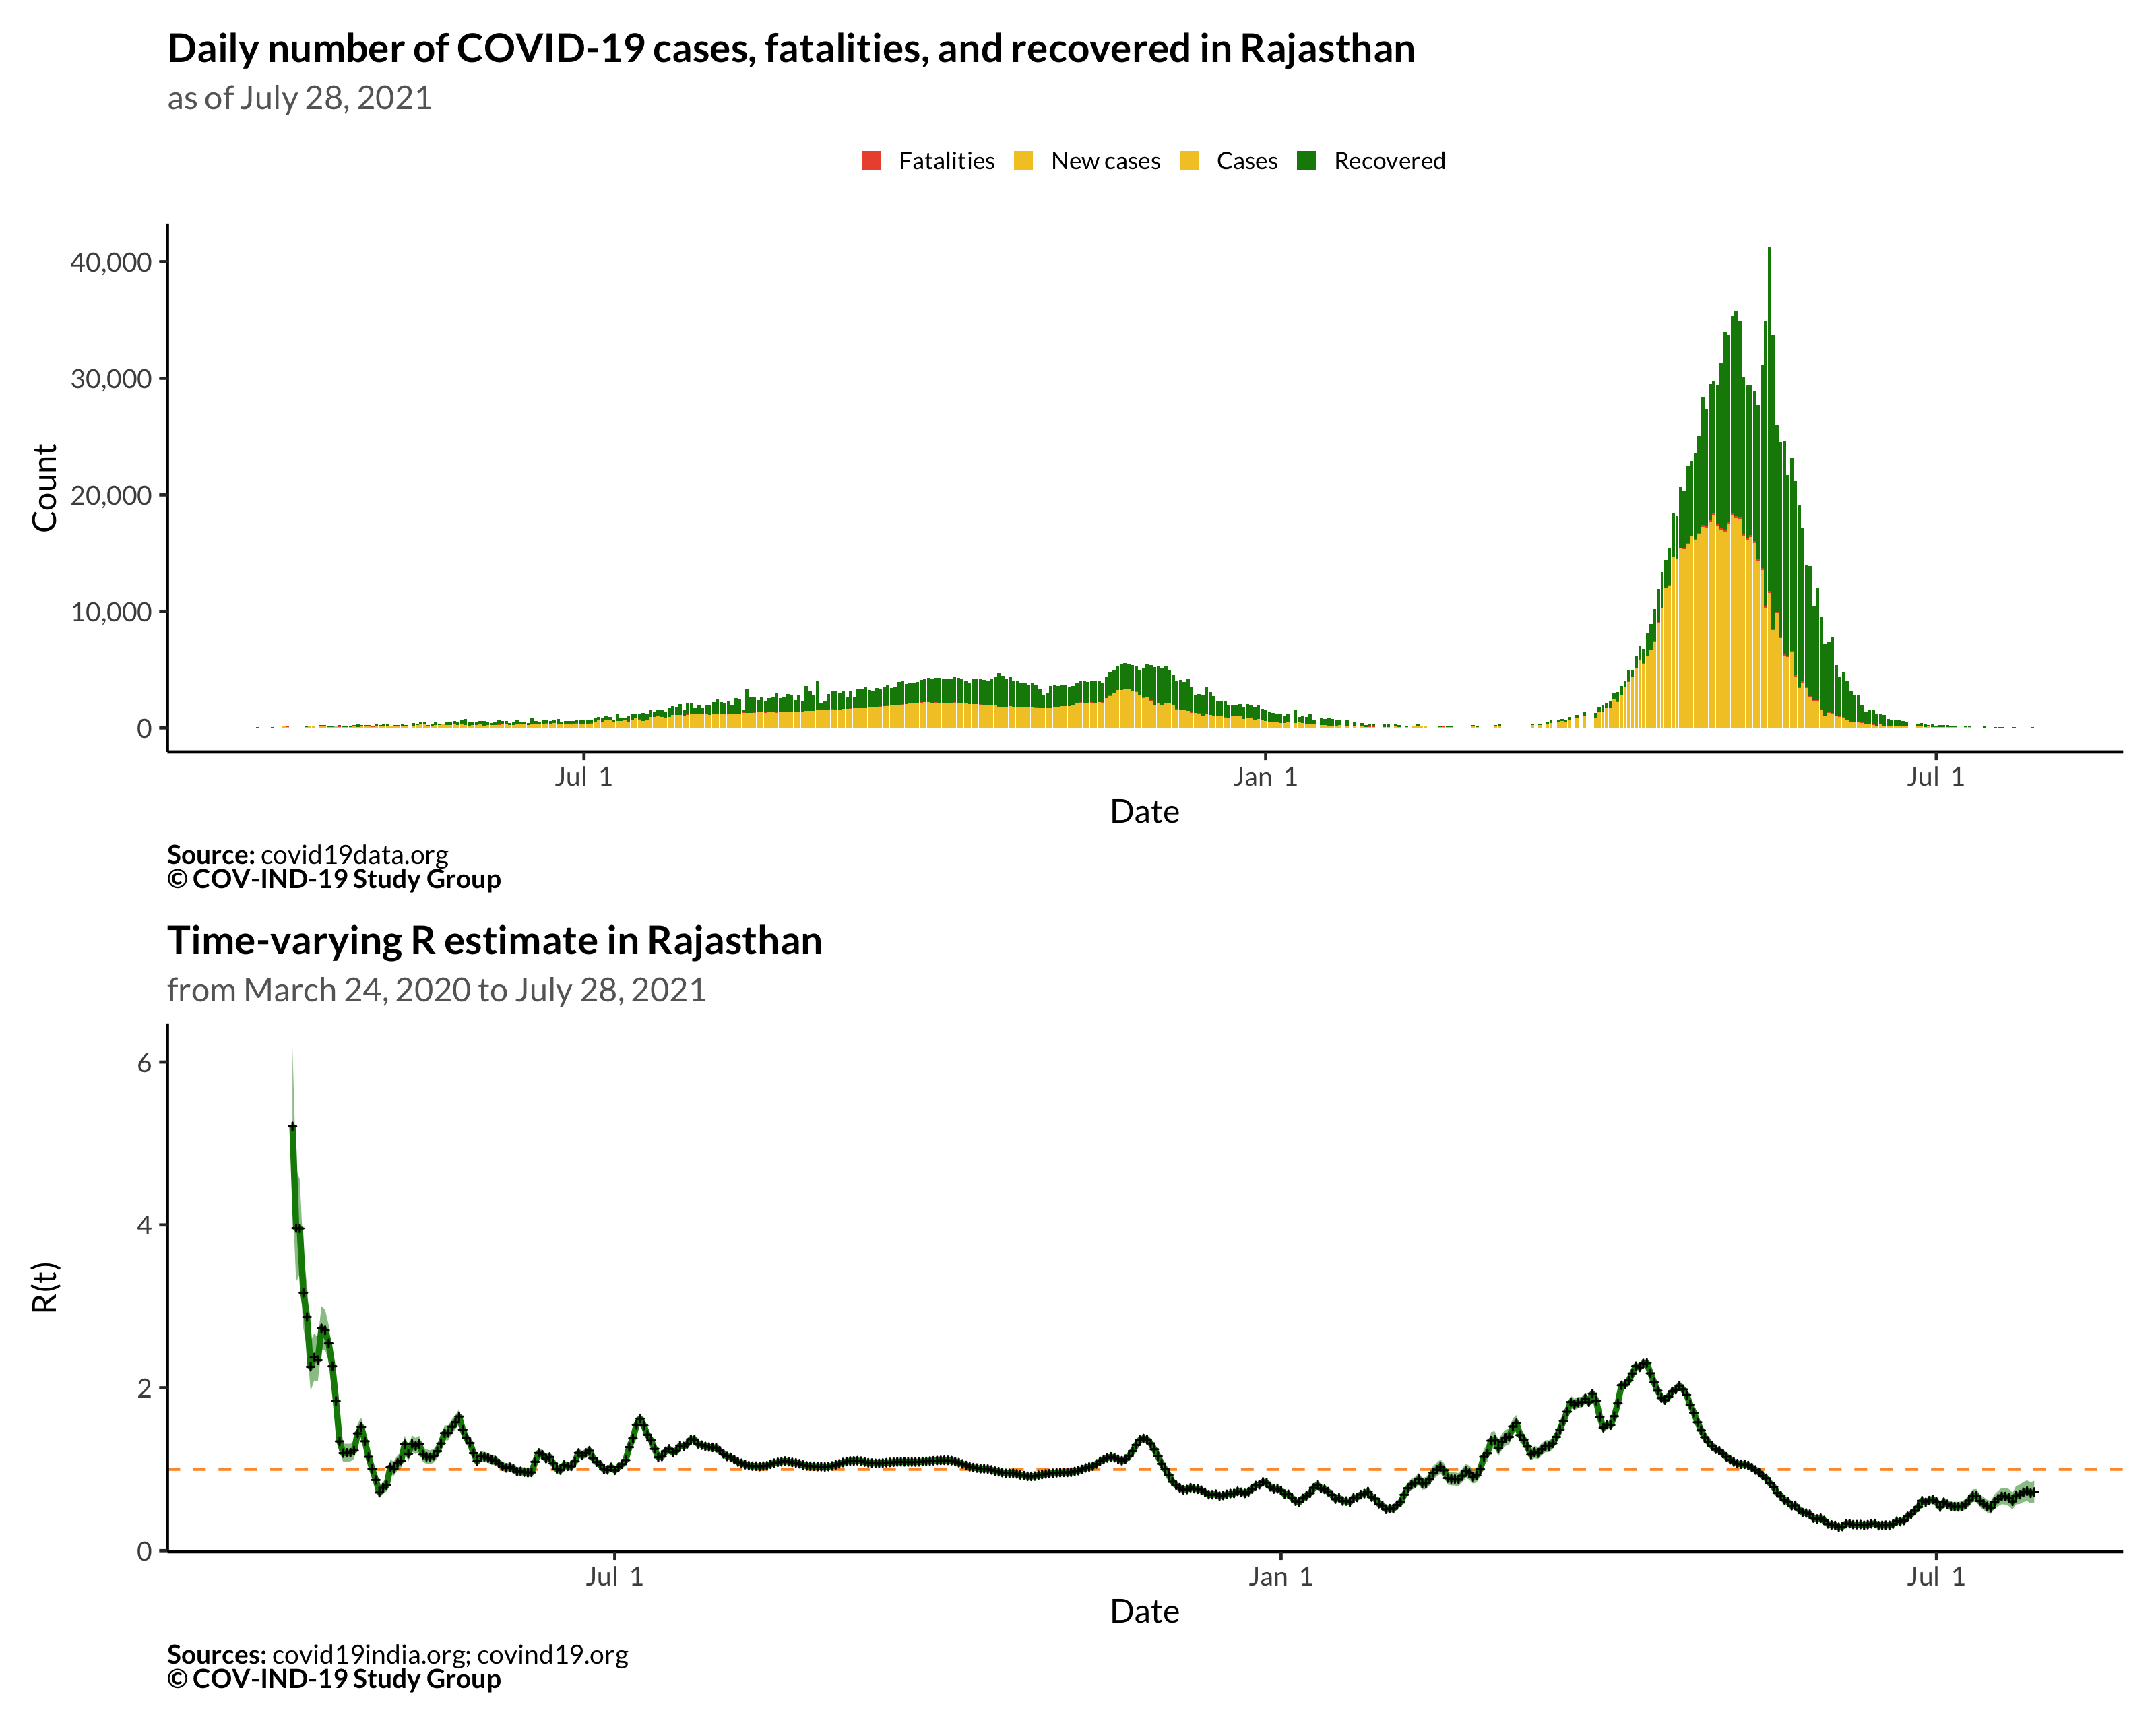 Daily number of COVID-19 cases, fatalities, and recovered in Rajasthan
as of July 28, 2021
Fatalities New cases Cases Recovered
40,000
30,000
20,000
10,000
0
Count
Jul 1 Jan 1 Jul 1
Date
Source: covid19data.org
© COV-IND-19 Study Group
Time-varying R estimate in Rajasthan
from March 24, 2020 to July 28, 2021
6
4
2
0
R(t)
Jul 1 Jan 1 Jul 1
Date
Sources: covid19india.org; covind19.org
© COV-IND-19 Study Group